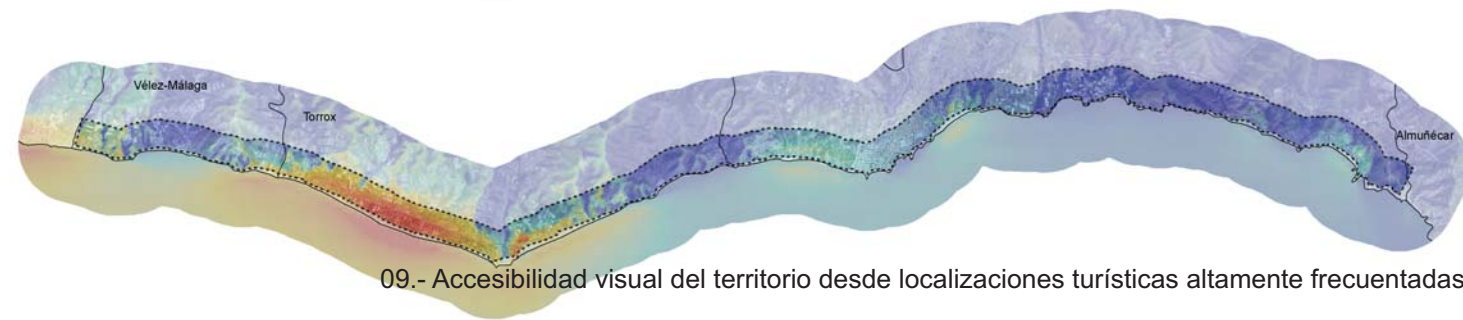 Vélez-Málaga
Torrox
Almuñécar
09.- Accesibilidad visual del territorio desde localizaciones turísticas altamente frecuentadas